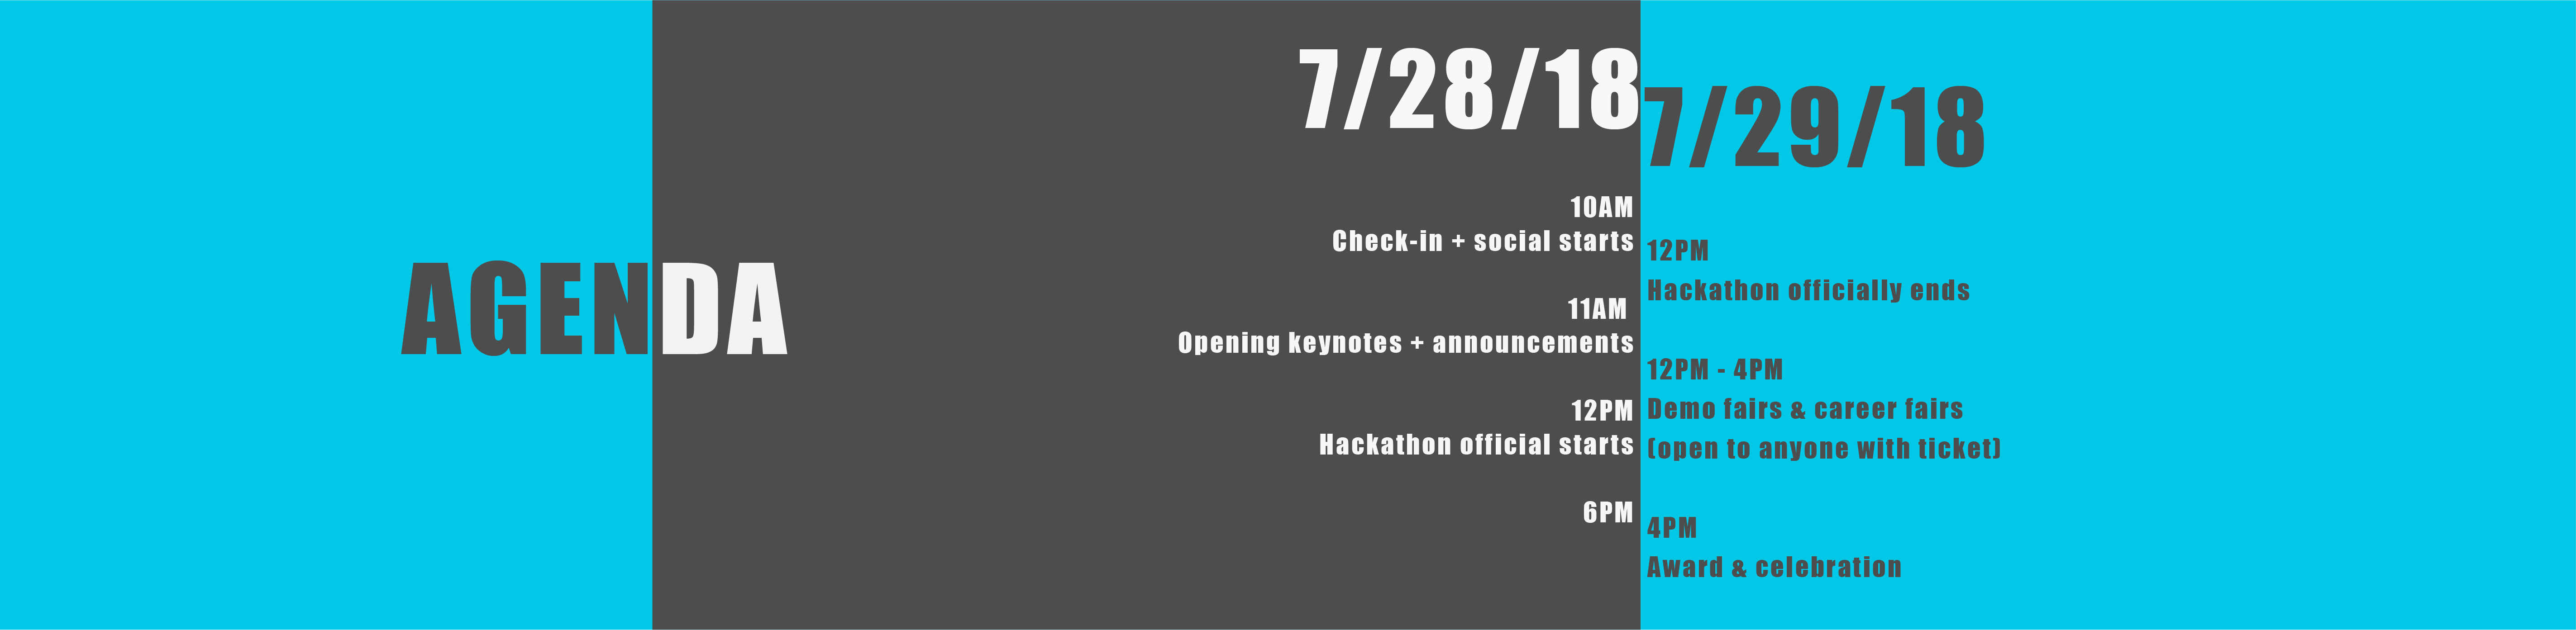 AGENDA
7/28/18
10AM
Check-in + social starts
11AM
Opening keynotes + announcements
12PM
Hackathon official starts
6PM
7/29/18
12PM
Hackathon officially ends
12PM - 4PM
Demo fairs & career fairs
(open to anyone with ticket)
4PM
Award & celebration